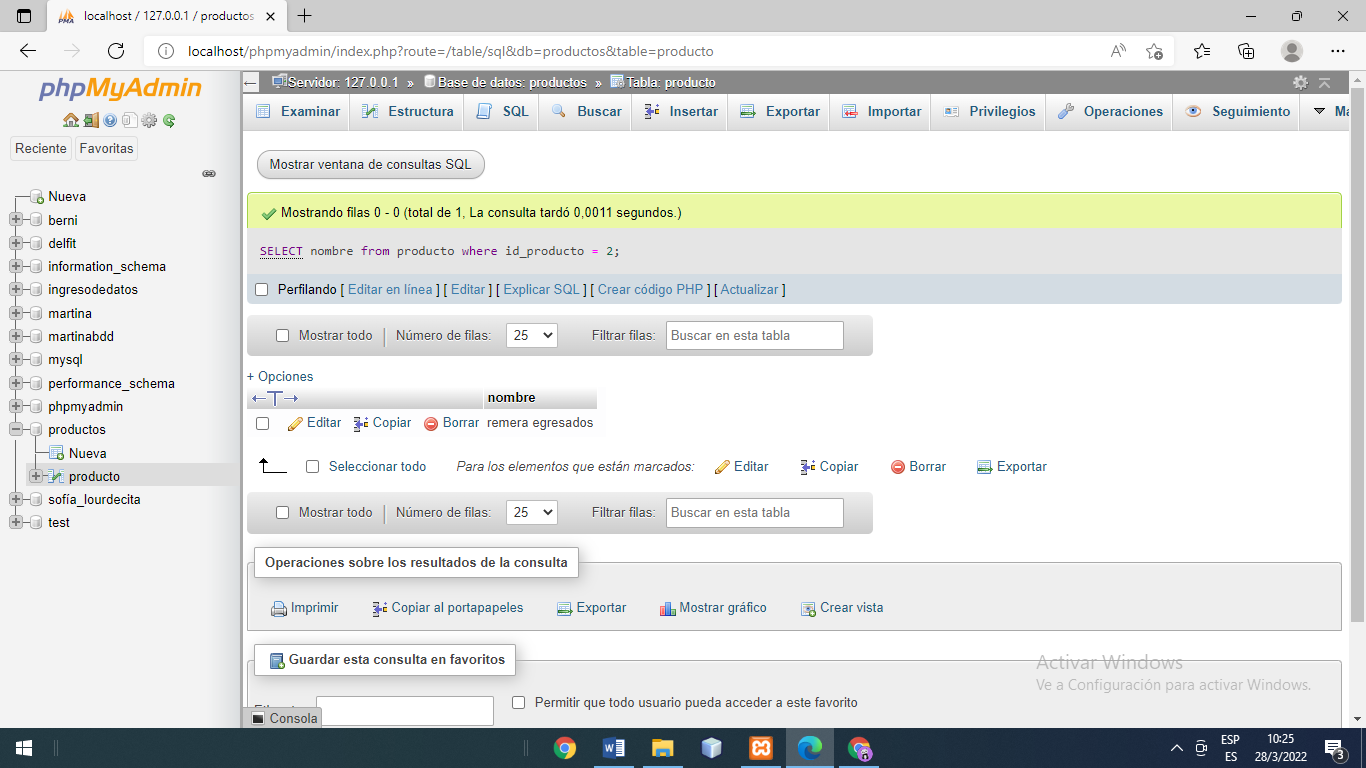 localhost / 127.0.0.1 / productos
localhost/phpmyadmin/index.php?route=/table/sql&db=productos&table=producto
phpMyAdmin
Reciente Favoritas
Nueva
berni
delfit
information_schema
ingresodedatos
martina
martinabdd
mysql
performance_schema
phpmyadmin
productos
Nueva
producto
sofía_lourdecita
test
Servidor: 127.0.0.1 » Base de datos: productos » Tabla: producto
Examinar Estructura SQL Buscar Insertar Exportar Importar Privilegios Operaciones Seguimiento
Mostrar ventana de consultas SQL
Mostrando filas 0 - 0 (total de 1, La consulta tardó 0,0011 segundos.)
SELECT nombre from producto where id_producto = 2;
Perfilando [ Editar en línea ] [ Editar ] [ Explicar SQL ] [ Crear código PHP ] [ Actualizar ]
Mostrar todo Número de filas: 25 Filtrar filas: Buscar en esta tabla
+ Opciones
←T→ nombre
Editar Copiar Borrar remera egresados
Seleccionar todo Para los elementos que están marcados: Editar Copiar Borrar Exportar
Mostrar todo Número de filas: 25 Filtrar filas: Buscar en esta tabla
Operaciones sobre los resultados de la consulta
Imprimir Copiar al portapapeles Exportar Mostrar gráfico Crear vista
Guardar esta consulta en favoritos
Permitir que todo usuario pueda acceder a este favorito
Consola
Activar Windows
Ve a Configuración para activar Windows.
ESP
ES
10:25
28/3/2022
3